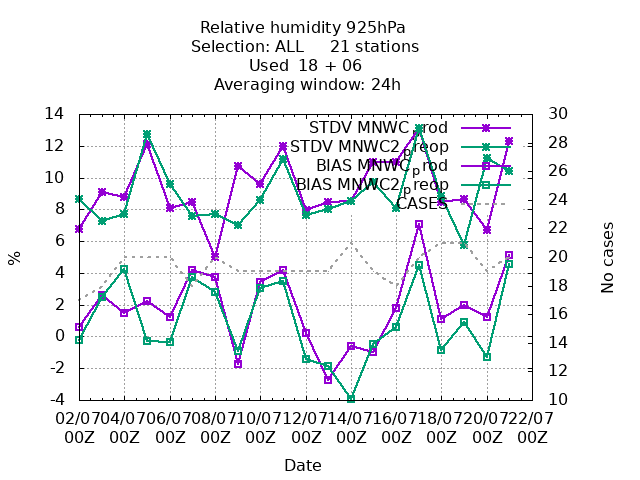 Relative humidity 925hPa
Selection: ALL     21 stations
Used  18 + 06
Averaging window: 24h
14
12
10
8
6
4
2
0
-2
-4
30
28
26
24
22
20
18
16
14
12
10
%
No cases
STDV MNWC_prod
STDV MNWC2_preop
BIAS MNWC_prod
BIAS MNWC2_preop
CASES
02/07 04/07 06/07 08/07 10/07 12/07 14/07 16/07 18/07 20/07 22/07
00Z 00Z 00Z 00Z 00Z 00Z 00Z 00Z 00Z 00Z 00Z
Date